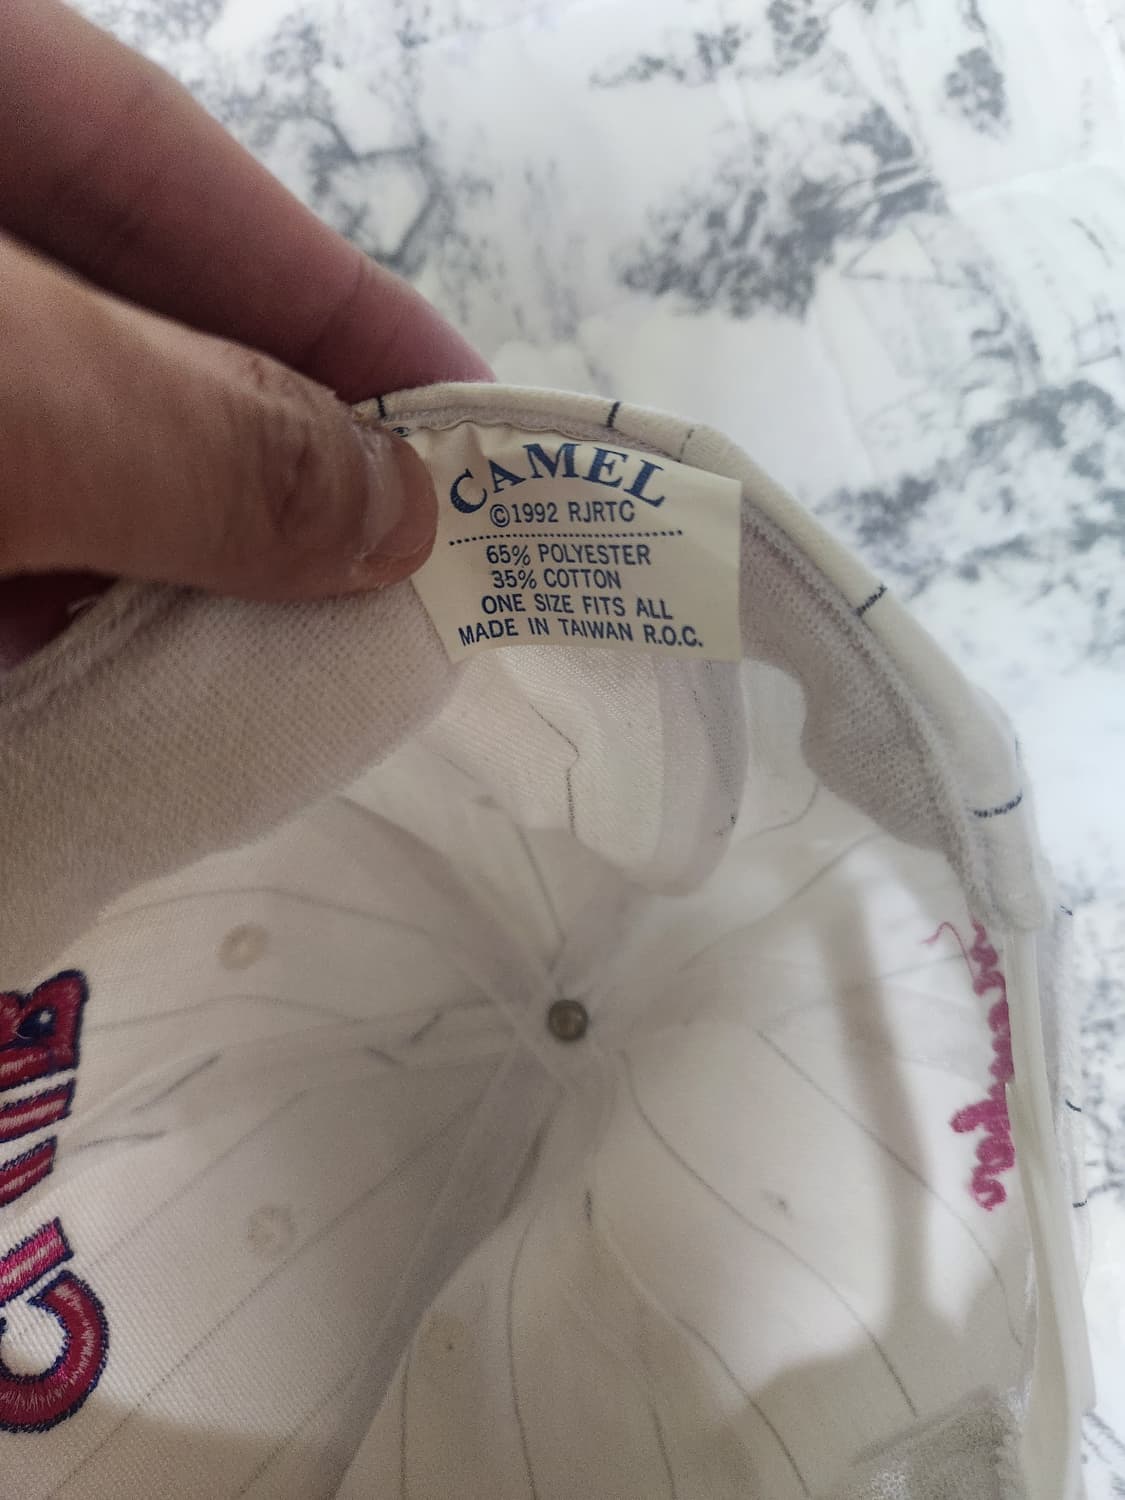 CAMEL
©1992 RJRTC
65% POLYESTER
35% COTTON
ONE SIZE FITS ALL
MADE IN TAIWAN R.O.C.